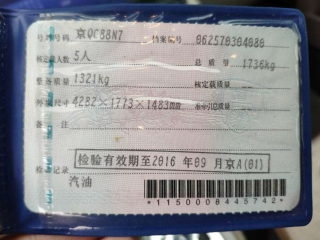 号牌号码 京QC88N7 档案编号 062570304080
核定载人数 5人 总质量 1736kg
整备质量 1321kg 核定载质量 --
外廓尺寸 4282×1773×1483mm 准牵引总质量 --
备注
检验有效期至2016年09月京A(01)
检验记录
汽油
*1150008445742*